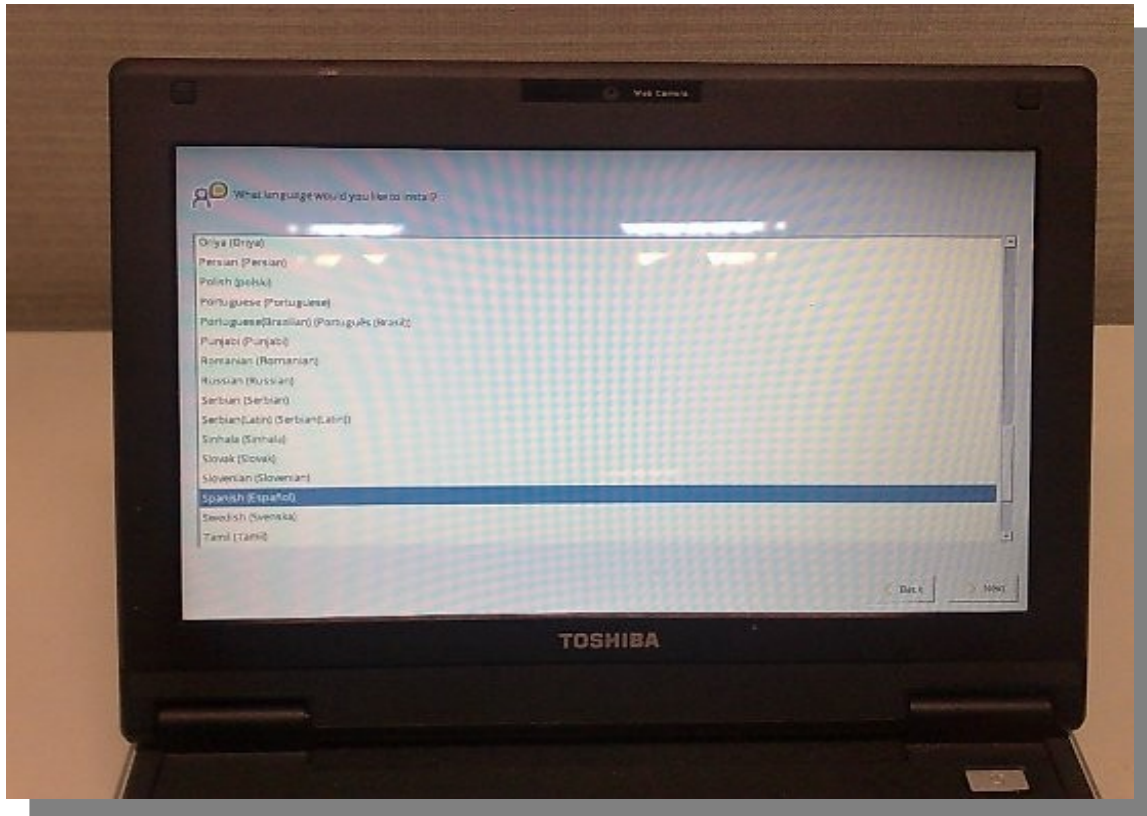 Web Camera
What language would you like to install?
Oriya (Oriya)
Persian (Persian)
Polish (polski)
Portuguese (Portuguese)
Portuguese(Brazilian) (Português (Brasil))
Punjabi (Punjabi)
Romanian (Romanian)
Russian (Russian)
Serbian (Serbian)
Serbian(Latin) (Serbian(Latin))
Sinhala (Sinhala)
Slovak (Slovak)
Slovenian (Slovenian)
Spanish (Español)
Swedish (Svenska)
Tamil (Tamil)
Back
Next
TOSHIBA